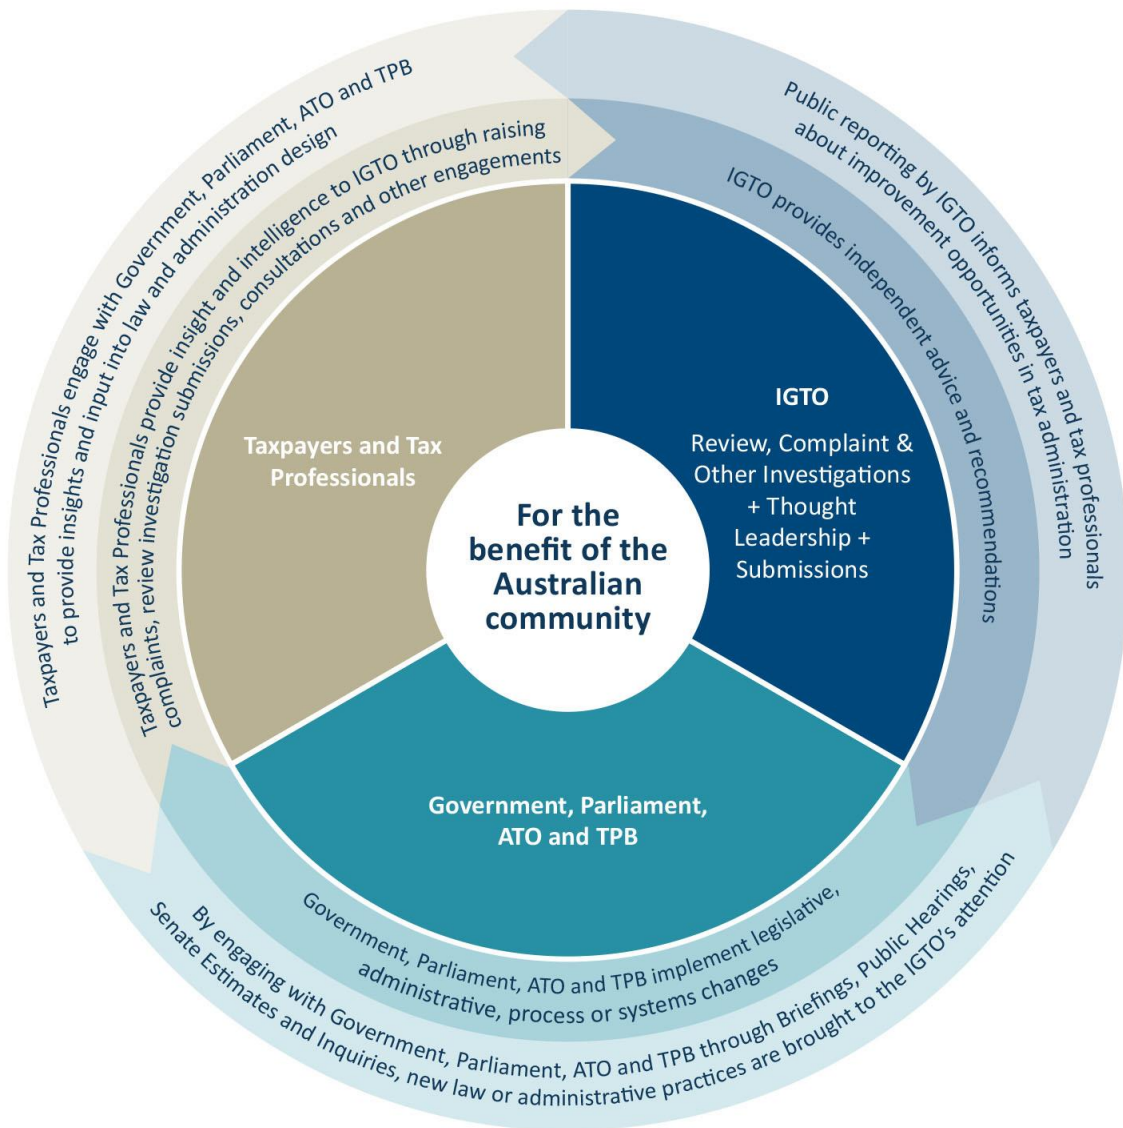 Taxpayers and Tax Professionals engage with Government, Parliament, ATO and TPB
to provide insights and input into law and administration design
Taxpayers and Tax Professionals provide insight and intelligence to IGTO through raising
complaints, review investigation submissions, consultations and other engagements
Public reporting by IGTO informs taxpayers and tax professionals
about improvement opportunities in tax administration
IGTO provides independent advice and recommendations
Taxpayers and Tax
Professionals
IGTO
Review, Complaint &
Other Investigations
+ Thought
Leadership +
Submissions
For the
benefit of the
Australian
community
Government, Parliament,
ATO and TPB
Government, Parliament, ATO and TPB implement legislative,
administrative, process or systems changes
By engaging with Government, Parliament, ATO and TPB through Briefings, Public Hearings,
Senate Estimates and Inquiries, new law or administrative practices are brought to the IGTO’s attention